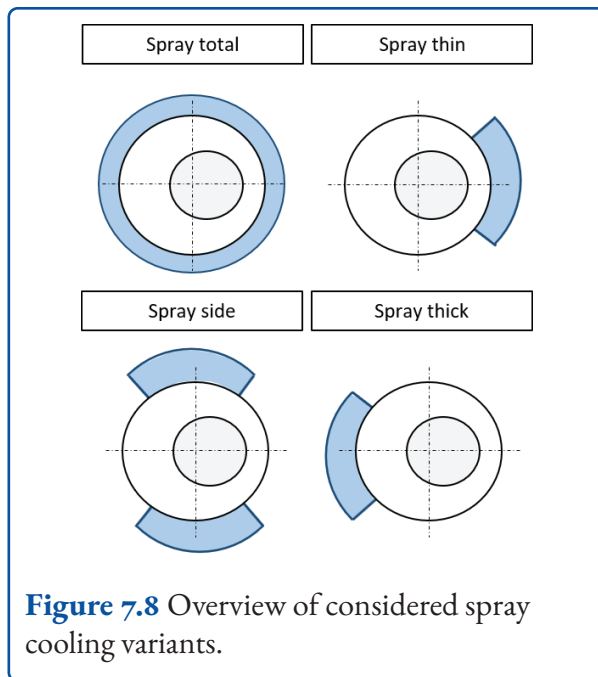 Spray total
Spray thin
Spray side
Spray thick
Figure 7.8 Overview of considered spray
cooling variants.